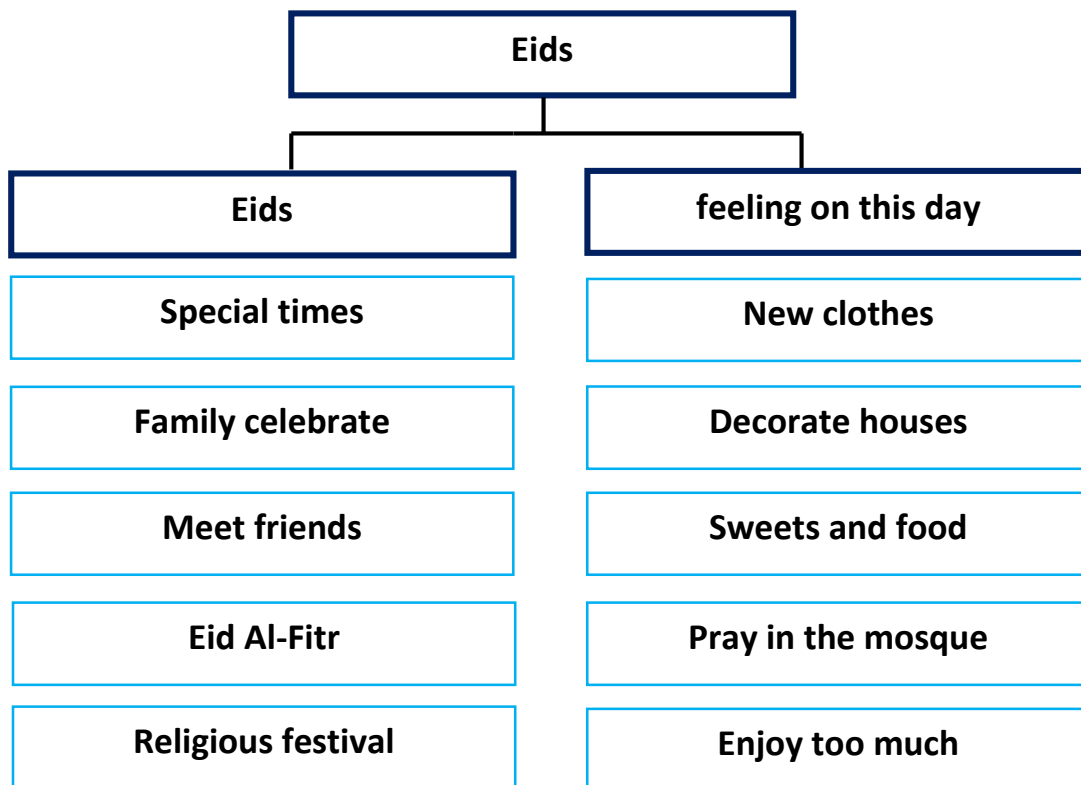 Eids
Eids
Special times
Family celebrate
Meet friends
Eid Al-Fitr
Religious festival
feeling on this day
New clothes
Decorate houses
Sweets and food
Pray in the mosque
Enjoy too much